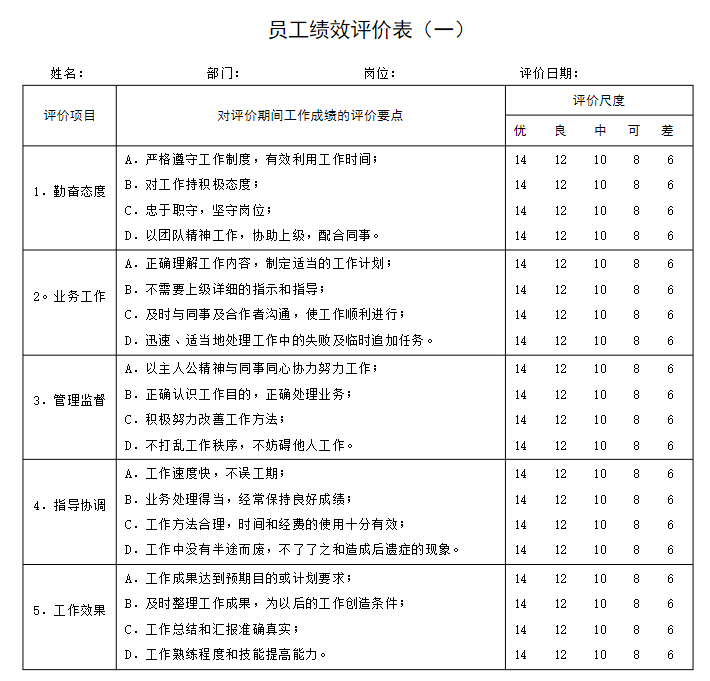 员工绩效评价表（一）
姓名： 部门： 岗位： 评价日期：
评价项目 对评价期间工作成绩的评价要点 评价尺度
优 良 中 可 差
1．勤奋态度
A．严格遵守工作制度，有效利用工作时间； 14 12 10 8 6
B．对工作持积极态度； 14 12 10 8 6
C．忠于职守，坚守岗位； 14 12 10 8 6
D．以团队精神工作，协助上级，配合同事。 14 12 10 8 6
2。业务工作
A．正确理解工作内容，制定适当的工作计划； 14 12 10 8 6
B．不需要上级详细的指示和指导； 14 12 10 8 6
C．及时与同事及合作者沟通，使工作顺利进行； 14 12 10 8 6
D．迅速、适当地处理工作中的失败及临时追加任务。 14 12 10 8 6
3．管理监督
A．以主人公精神与同事同心协力努力工作； 14 12 10 8 6
B．正确认识工作目的，正确处理业务； 14 12 10 8 6
C．积极努力改善工作方法； 14 12 10 8 6
D．不打乱工作秩序，不妨碍他人工作。 14 12 10 8 6
4．指导协调
A．工作速度快，不误工期； 14 12 10 8 6
B．业务处理得当，经常保持良好成绩； 14 12 10 8 6
C．工作方法合理，时间和经费的使用十分有效； 14 12 10 8 6
D．工作中没有半途而废，不了了之和造成后遗症的现象。 14 12 10 8 6
5．工作效果
A．工作成果达到预期目的或计划要求； 14 12 10 8 6
B．及时整理工作成果，为以后的工作创造条件； 14 12 10 8 6
C．工作总结和汇报准确真实； 14 12 10 8 6
D．工作熟练程度和技能提高能力。 14 12 10 8 6